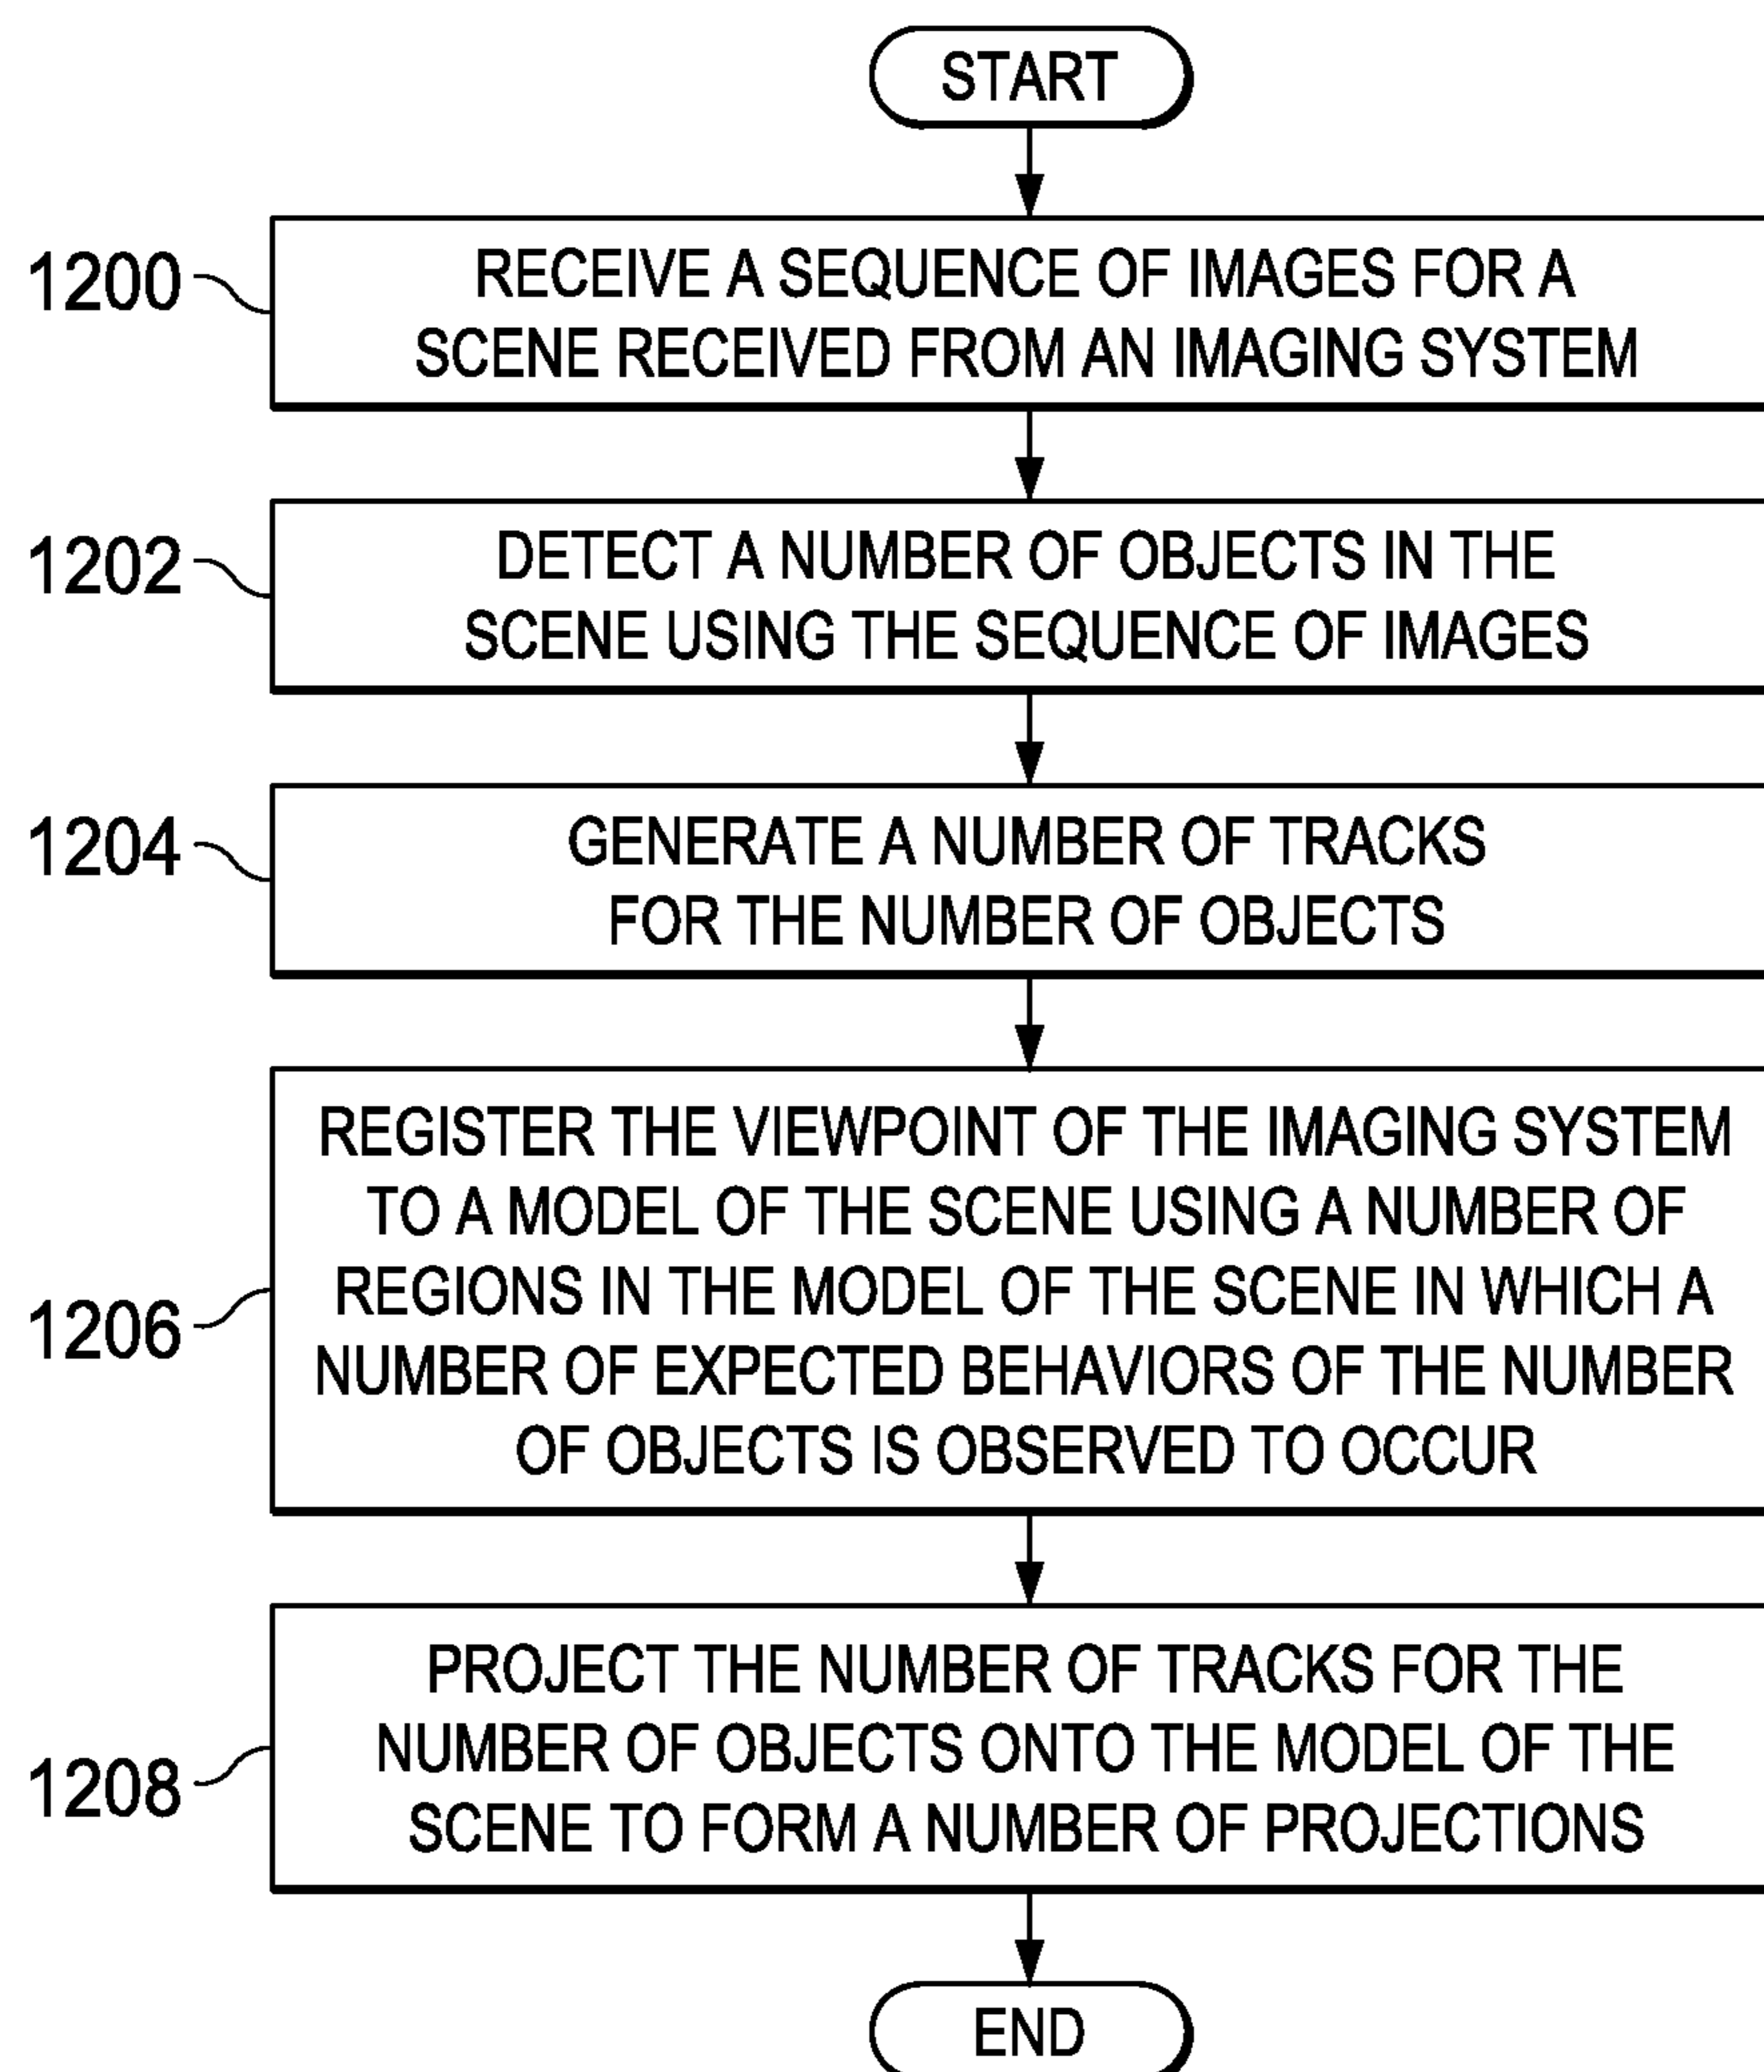 START
1200
RECEIVE A SEQUENCE OF IMAGES FOR A
SCENE RECEIVED FROM AN IMAGING SYSTEM
1202
DETECT A NUMBER OF OBJECTS IN THE
SCENE USING THE SEQUENCE OF IMAGES
1204
GENERATE A NUMBER OF TRACKS
FOR THE NUMBER OF OBJECTS
1206
REGISTER THE VIEWPOINT OF THE IMAGING SYSTEM
TO A MODEL OF THE SCENE USING A NUMBER OF
REGIONS IN THE MODEL OF THE SCENE IN WHICH A
NUMBER OF EXPECTED BEHAVIORS OF THE NUMBER
OF OBJECTS IS OBSERVED TO OCCUR
1208
PROJECT THE NUMBER OF TRACKS FOR THE
NUMBER OF OBJECTS ONTO THE MODEL OF THE
SCENE TO FORM A NUMBER OF PROJECTIONS
END